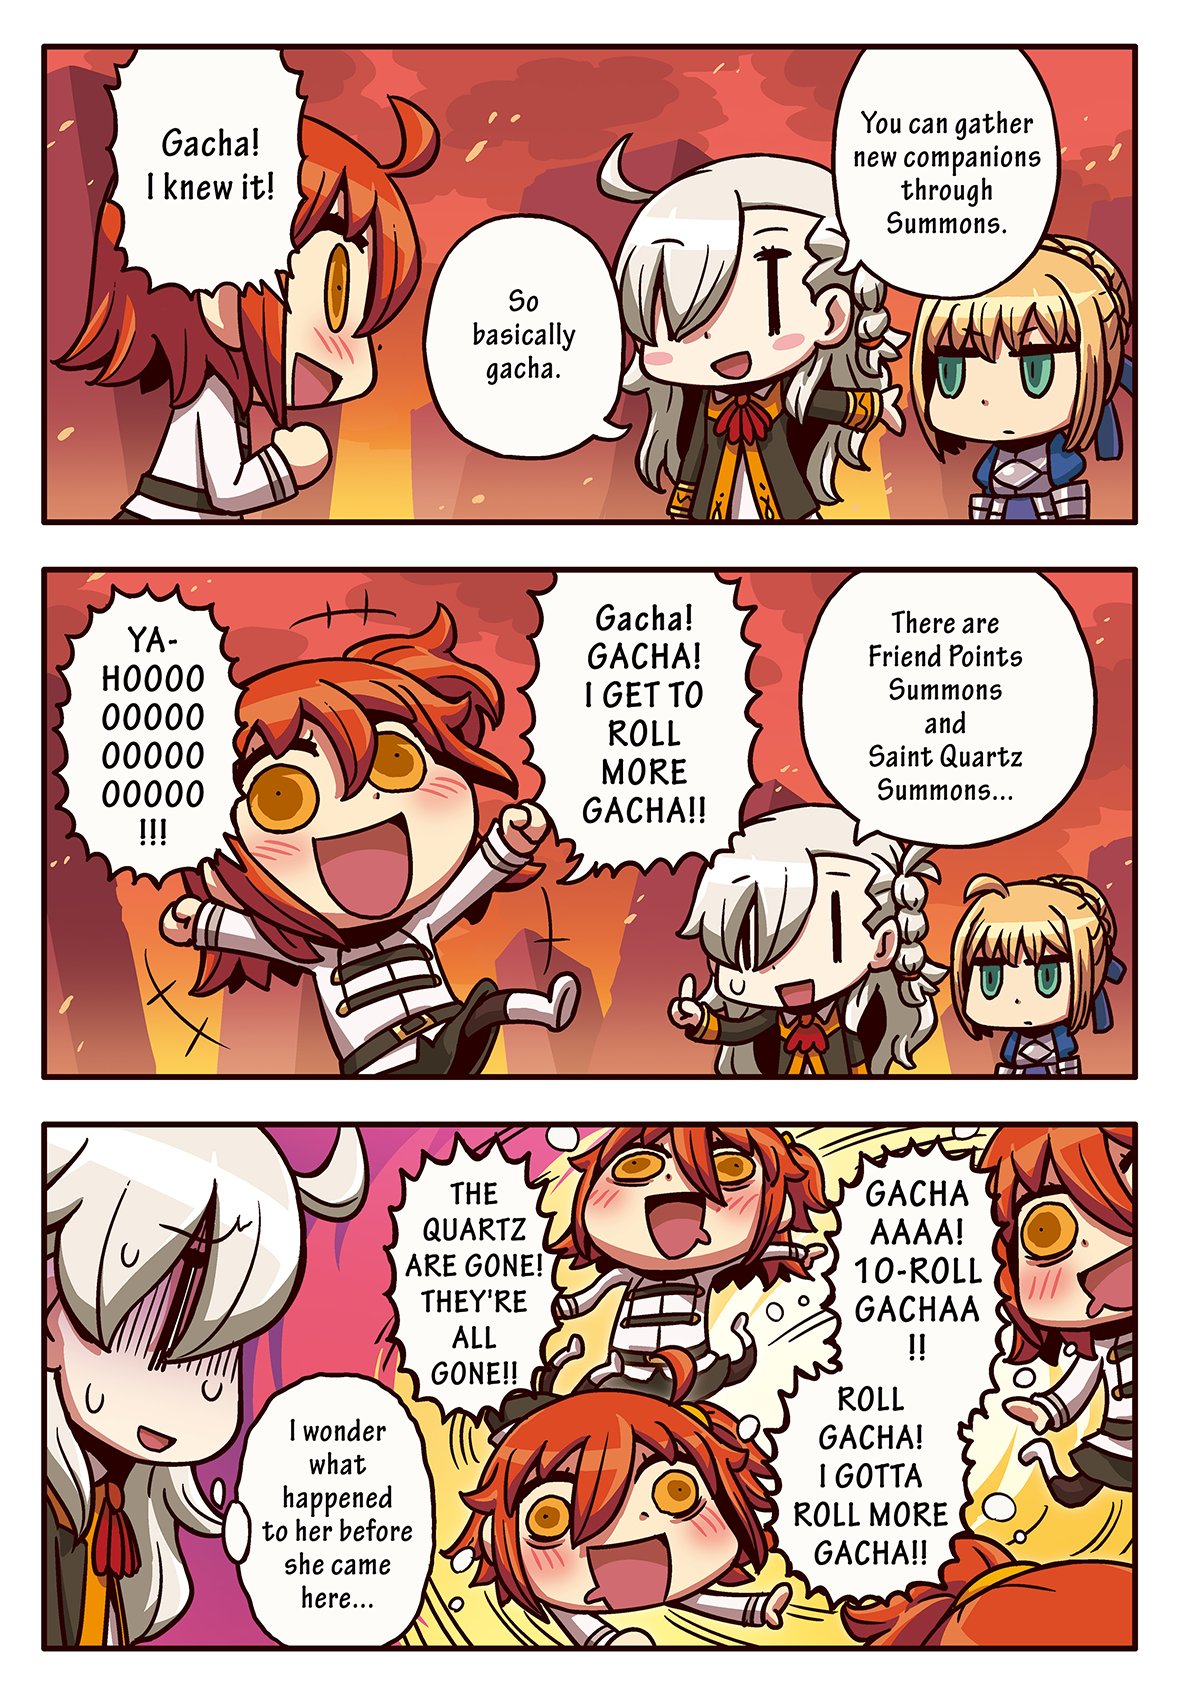 You can gather
new companions
through
Summons.
So
basically
gacha.
Gacha!
I knew it!
There are
Friend Points
Summons
and
Saint Quartz
Summons...
Gacha!
GACHA!
I GET TO
ROLL
MORE
GACHA!!
YA-
HOOOO
OOOOO
OOOOO
OOOOO
!!!
GACHA
AAAA!
10-ROLL
GACHAA
!!
ROLL
GACHA!
I GOTTA
ROLL MORE
GACHA!!
THE
QUARTZ
ARE GONE!
THEY'RE
ALL
GONE!!
I wonder
what
happened
to her before
she came
here...